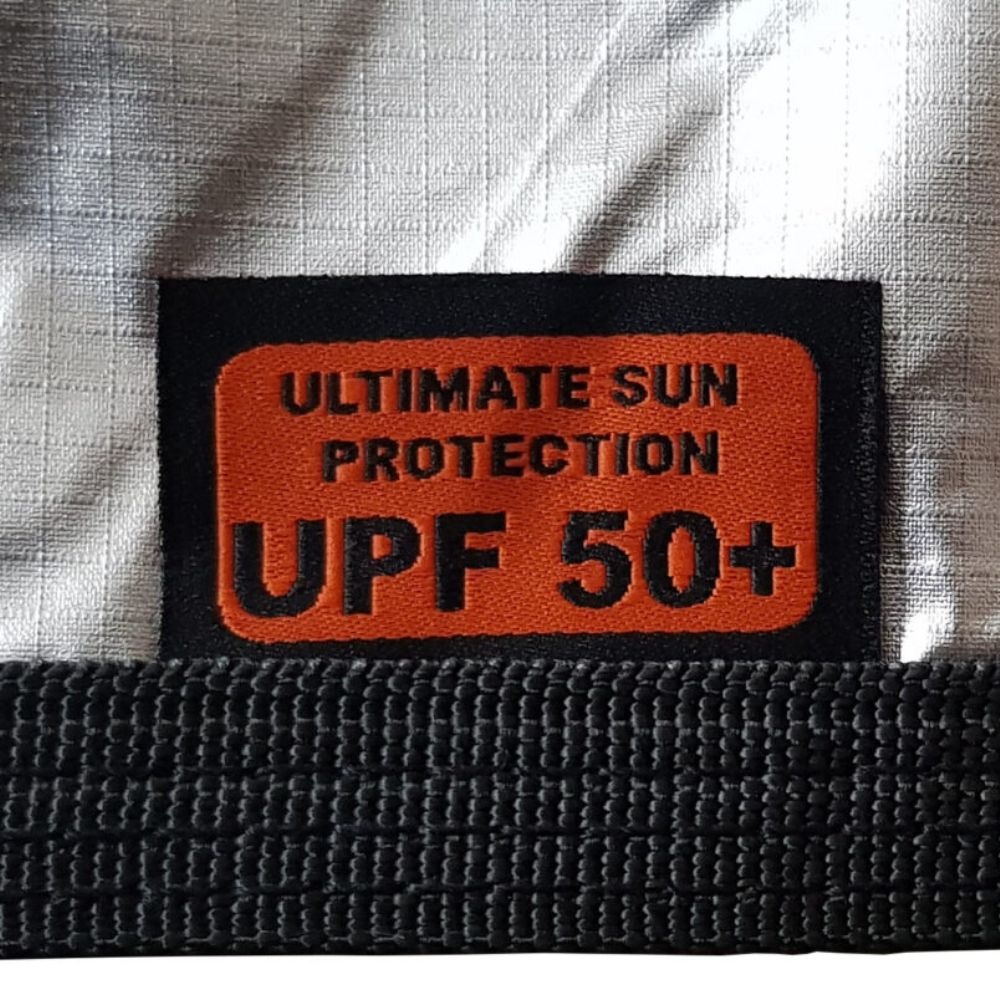 ULTIMATE SUN
PROTECTION
UPF 50+